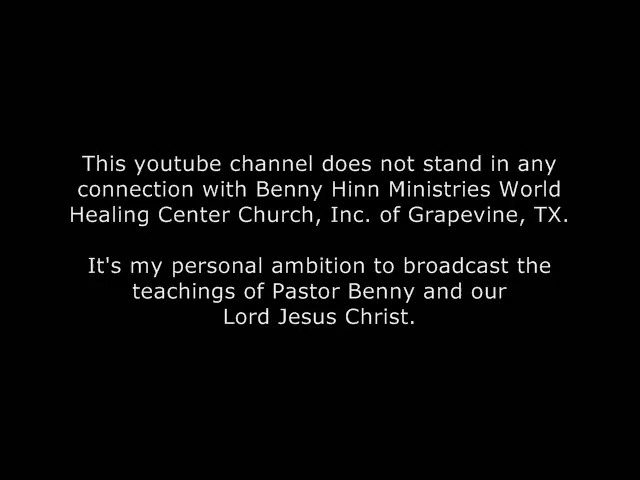 This youtube channel does not stand in any
connection with Benny Hinn Ministries World
Healing Center Church, Inc. of Grapevine, TX.
It's my personal ambition to broadcast the
teachings of Pastor Benny and our
Lord Jesus Christ.